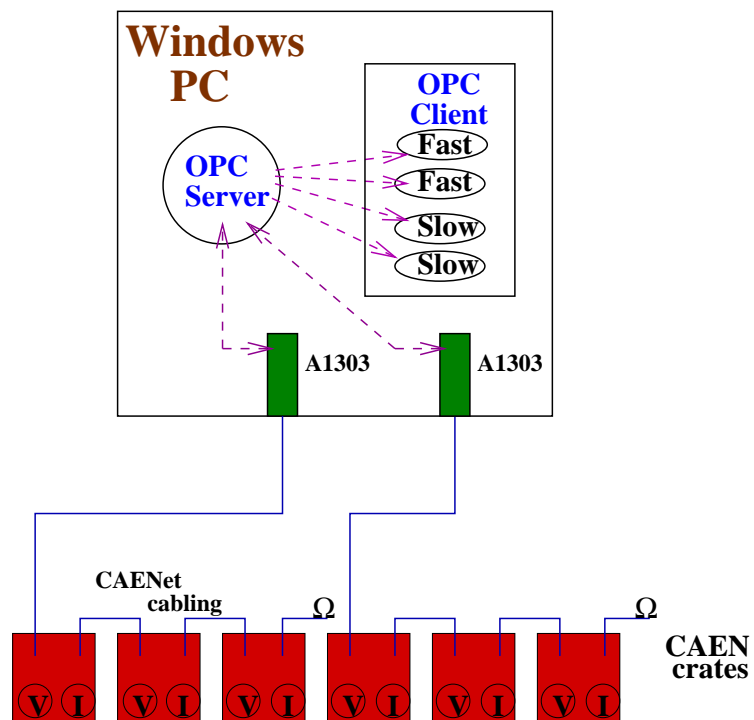 Windows
PC
OPC
Client
Fast
Fast
Slow
Slow
OPC
Server
A1303
A1303
CAENet
cabling
Ω
Ω
CAEN
crates
V I V I V I V I V I V I